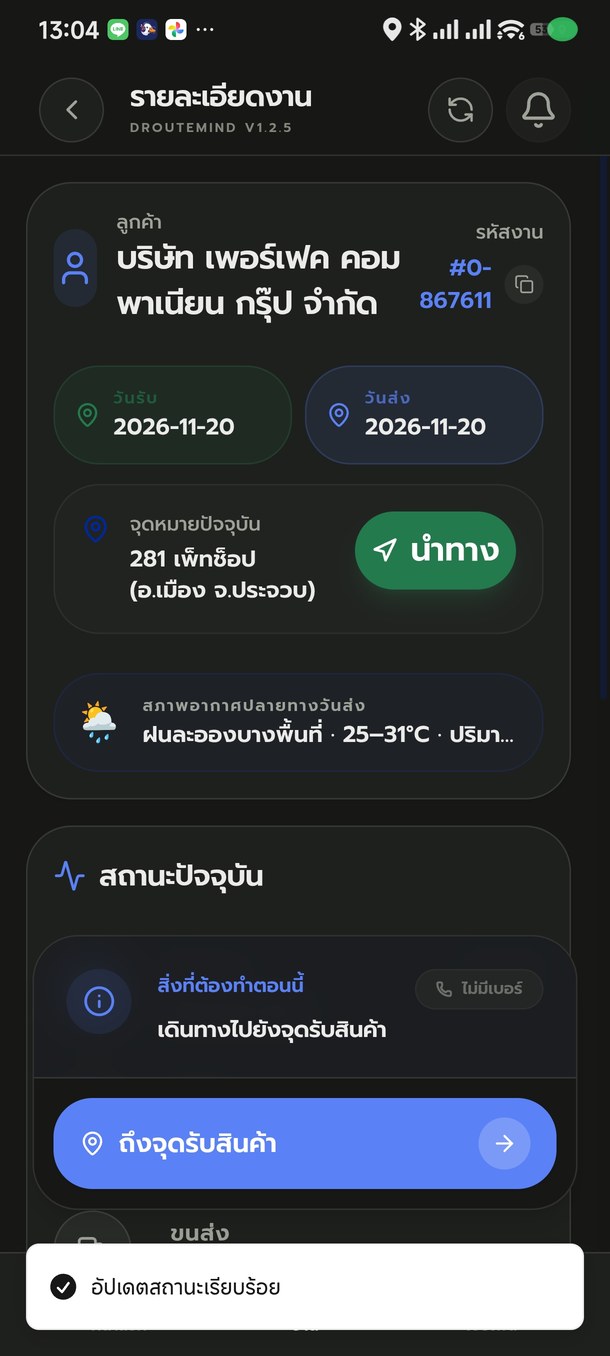 13:04
รายละเอียดงาน
DROUTEMIND V1.2.5
ลูกค้า
บริษัท เพอร์เฟค คอม
พาเนียน กรุ๊ป จำกัด
รหัสงาน
#0-
867611
วันรับ
2026-11-20
วันส่ง
2026-11-20
จุดหมายปัจจุบัน
281 เพ็ทช็อป
(อ.เมือง จ.ประจวบ)
นำทาง
สภาพอากาศปลายทางวันส่ง
ฝนละอองบางพื้นที่ · 25–31°C · ปริมา...
สถานะปัจจุบัน
สิ่งที่ต้องทำตอนนี้
ไม่มีเบอร์
เดินทางไปยังจุดรับสินค้า
ถึงจุดรับสินค้า
ขนส่ง
อัปเดตสถานะเรียบร้อย